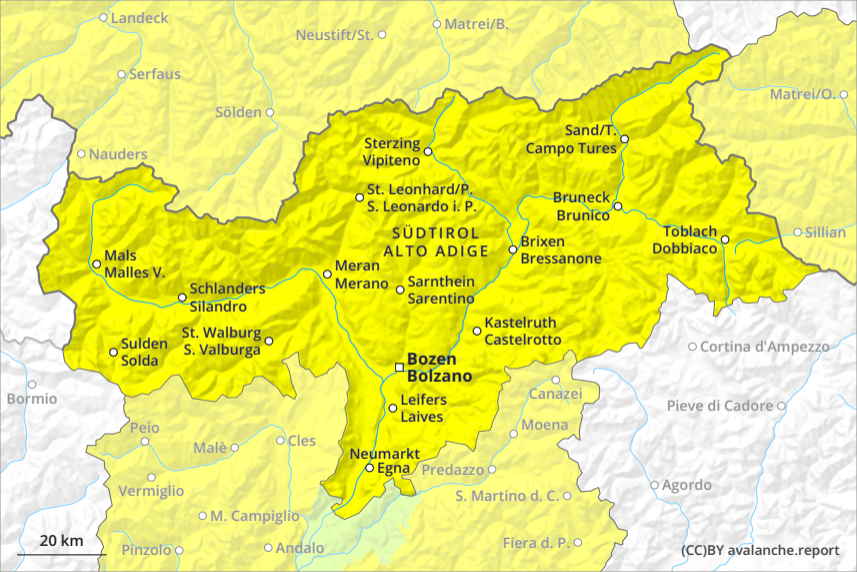 Landeck
Matrei/B.
Neustift/St.
Serfaus
Matrei/O.
Sölden
Sand/T.
Campo Tures
Sterzing
Vipiteno
Nauders
St. Leonhard/P.
S. Leonardo i. P.
Bruneck
Brunico
SÜDTIROL
ALTO ADIGE
Toblach
Dobbiaco
Sillian
Brixen
Bressanone
Mals
Malles V.
Meran
Merano
Sarnthein
Sarentino
Schlanders
Silandro
Kastelruth
Castelrotto
St. Walburg
S. Valburga
Sulden
Solda
Cortina d'Ampezzo
Bozen
Bolzano
Bormio
Canazei
Leifers
Laives
Pieve di Cadore
Peio
Moena
Cles
Malè
Neumarkt
Egna
Predazzo
Vermiglio
Agordo
S. Martino d. C.
M. Campiglio
20 km
Pinzolo
Andalo
Fiera d. P.
(CC)BY avalanche.report